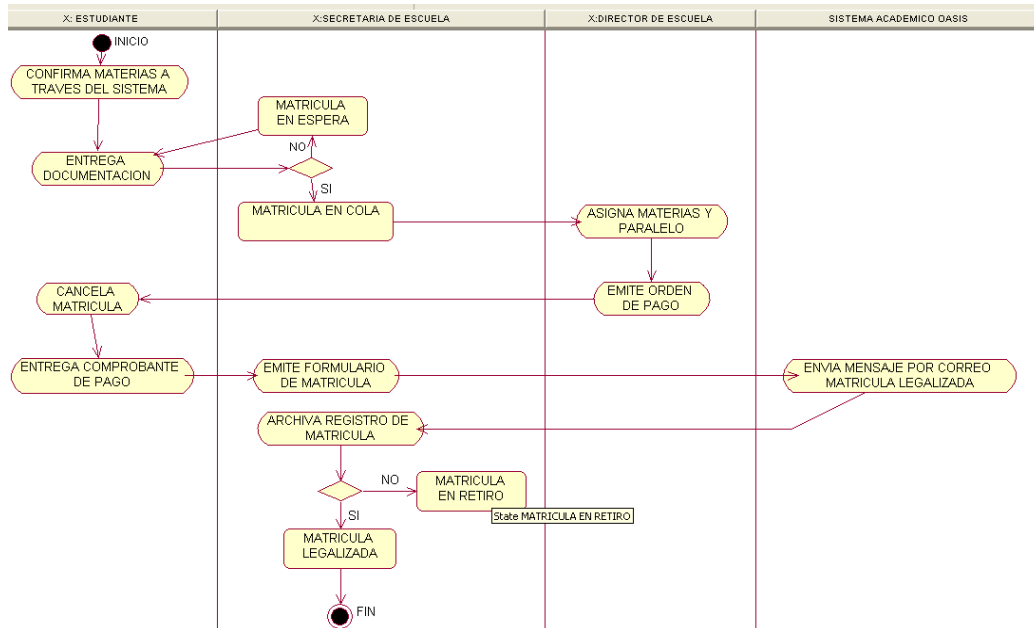 X: ESTUDIANTE
X:SECRETARIA DE ESCUELA
X:DIRECTOR DE ESCUELA
SISTEMA ACADEMICO OASIS
INICIO
CONFIRMA MATERIAS A
TRAVES DEL SISTEMA
MATRICULA
EN ESPERA
NO
ENTREGA
DOCUMENTACION
SI
MATRICULA EN COLA
ASIGNA MATERIAS Y
PARALELO
CANCELA
MATRICULA
EMITE ORDEN
DE PAGO
ENTREGA COMPROBANTE
DE PAGO
EMITE FORMULARIO
DE MATRICULA
ENVIA MENSAJE POR CORREO
MATRICULA LEGALIZADA
ARCHIVA REGISTRO DE
MATRICULA
NO
MATRICULA
EN RETIRO
State MATRICULA EN RETIRO
SI
MATRICULA
LEGALIZADA
FIN